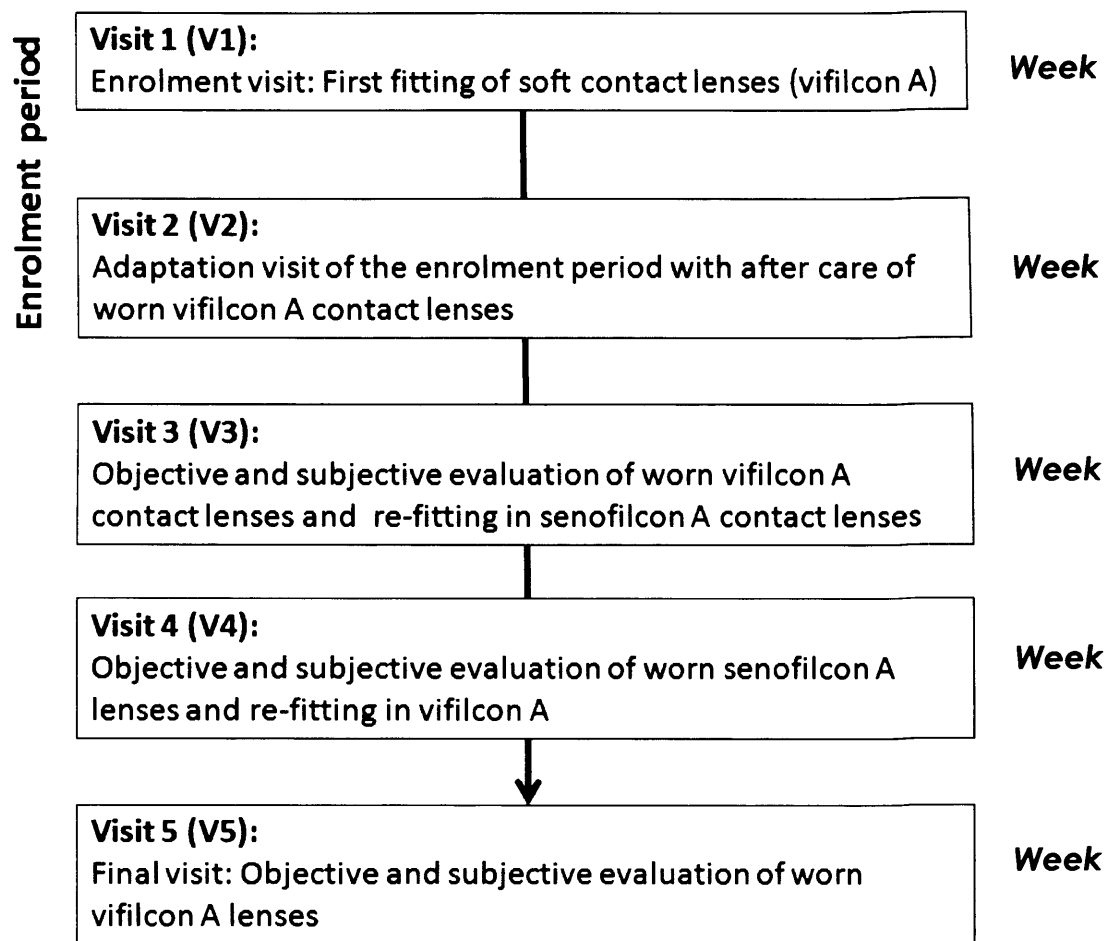 Enrolment period
Visit 1 (V1):
Enrolment visit: First fitting of soft contact lenses (vifilcon A)
Week
Visit 2 (V2):
Adaptation visit of the enrolment period with after care of
worn vifilcon A contact lenses
Week
Visit 3 (V3):
Objective and subjective evaluation of worn vifilcon A
contact lenses and re-fitting in senofilcon A contact lenses
Week
Visit 4 (V4):
Objective and subjective evaluation of worn senofilcon A
lenses and re-fitting in vifilcon A
Week
Visit 5 (V5):
Final visit: Objective and subjective evaluation of worn
vifilcon A lenses
Week